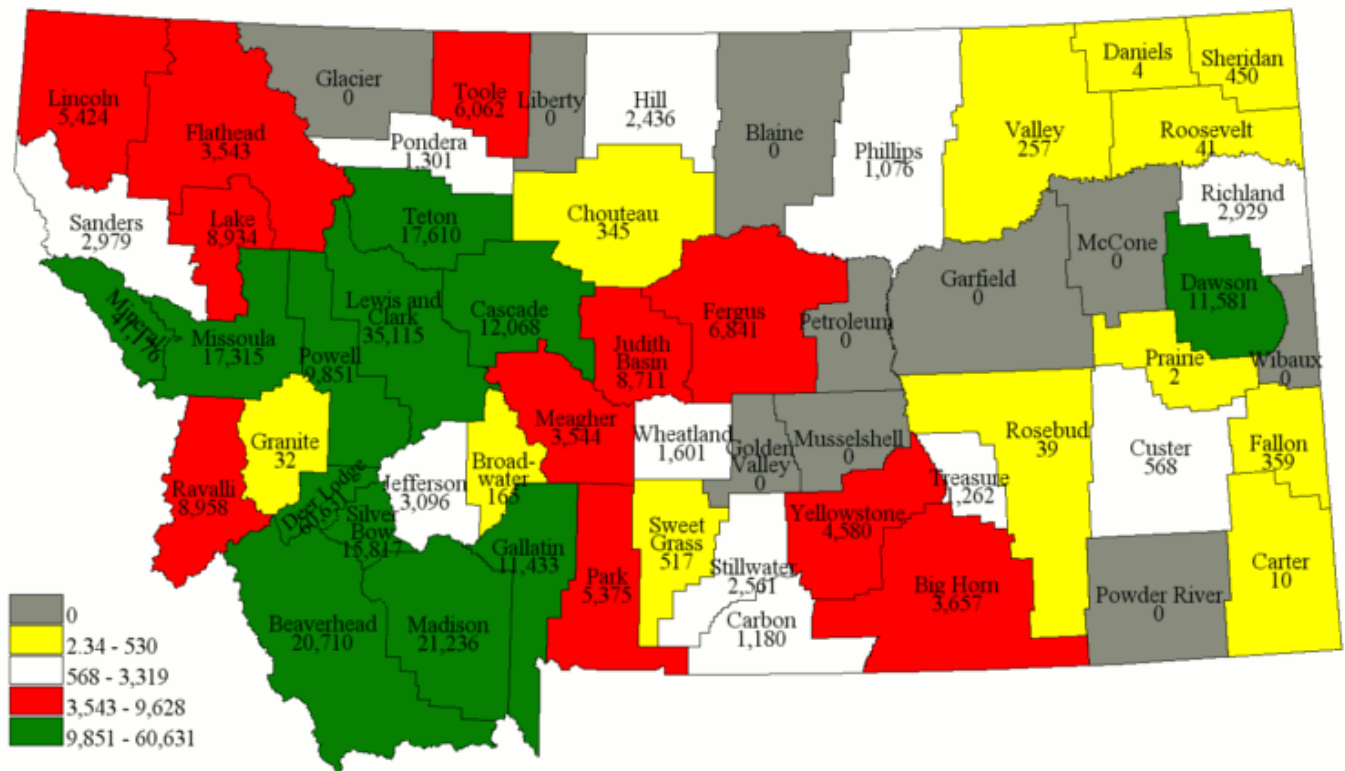 Lincoln
5,424
Flathead
3,543
Glacier
0
Toole
6,062
Liberty
0
Hill
2,436
Blaine
0
Phillips
1,076
Valley
257
Daniels
4
Sheridan
450
Roosevelt
41
Pondera
1,301
Sanders
2,979
Lake
8,934
Teton
17,610
Chouteau
345
Richland
2,929
McCone
0
Garfield
0
Dawson
11,581
Mineral
41,176
Missoula
17,315
Powell
9,851
Lewis and
Clark
35,115
Cascade
12,068
Judith
Basin
8,711
Fergus
6,841
Petroleum
0
Prairie
2
Wibaux
0
Ravalli
8,958
Granite
32
Deer Lodge
60,631
Silver
Bow
15,817
Jefferson
3,096
Broad-
water
165
Meagher
3,544
Wheatland
1,601
Golden
Valley
0
Musselshell
0
Rosebud
39
Treasure
1,262
Custer
568
Fallon
359
Beaverhead
20,710
Madison
21,236
Gallatin
11,433
Park
5,375
Sweet
Grass
517
Stillwater
2,561
Carbon
1,180
Yellowstone
4,580
Big Horn
3,657
Powder River
0
Carter
10
0
2.34 - 530
568 - 3,319
3,543 - 9,628
9,851 - 60,631